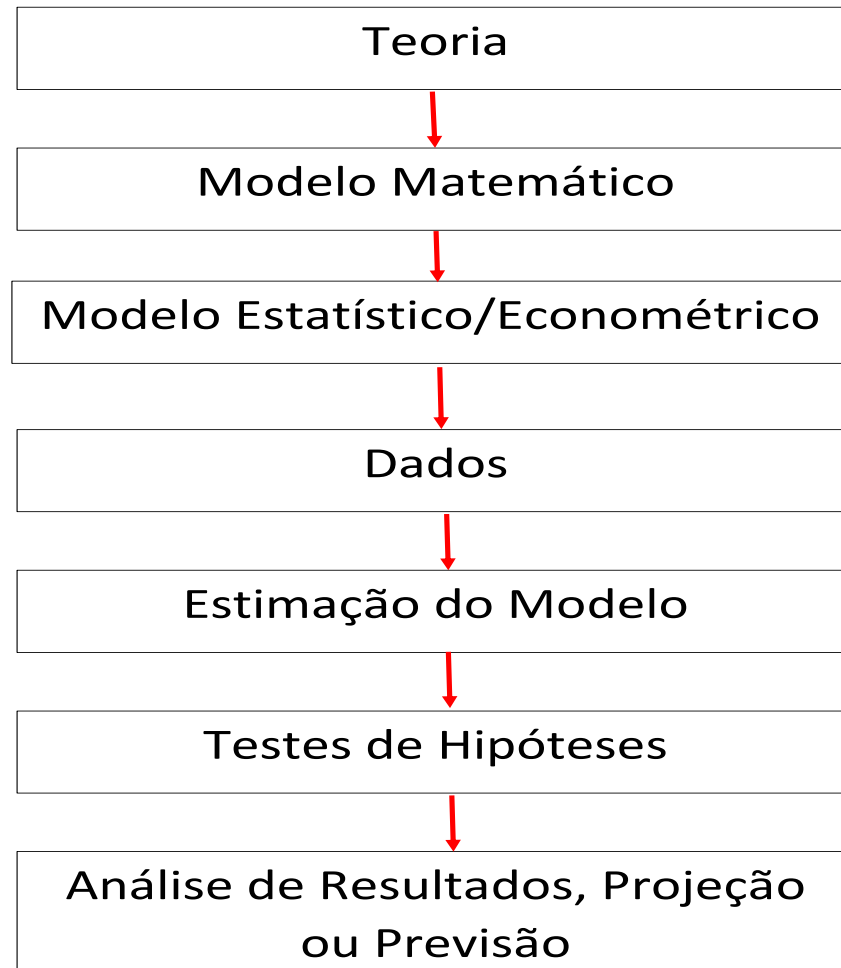 Teoria
Modelo Matemático
Modelo Estatístico/Econométrico
Dados
Estimação do Modelo
Testes de Hipóteses
Análise de Resultados, Projeção
ou Previsão